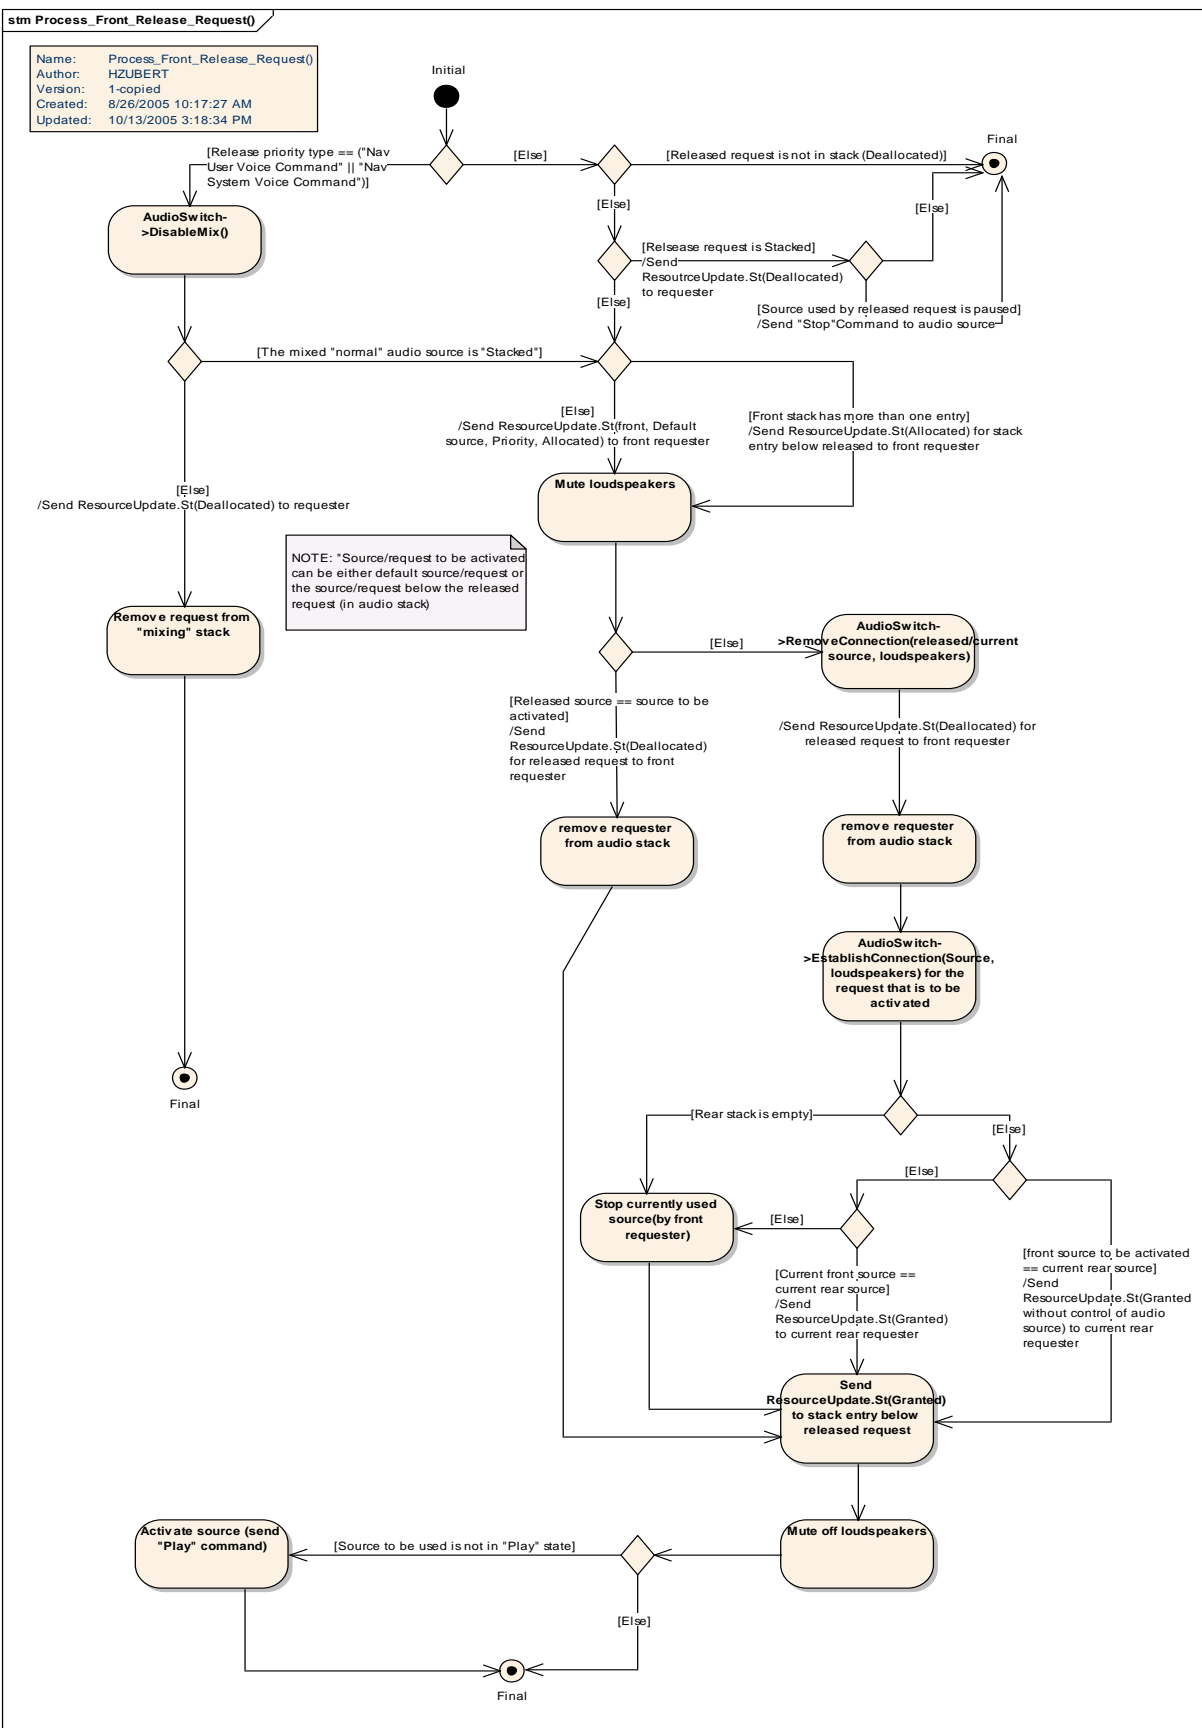 stm Process_Front_Release_Request()
Name: Process_Front_Release_Request()
Author: HZUBERT
Version: 1-copied
Created: 8/26/2005 10:17:27 AM
Updated: 10/13/2005 3:18:34 PM
Initial
Final
[Release priority type == ("Nav
User Voice Command" || "Nav
System Voice Command")]
[Else]
[Released request is not in stack (Deallocated)]
[Else]
[Else]
AudioSwitch-
>DisableMix()
[Relsease request is Stacked]
/Send
ResoutrceUpdate.St(Deallocated)
to requester
[Else]
[Source used by released request is paused]
/Send "Stop"Command to audio source
[The mixed "normal" audio source is "Stacked"]
[Else]
/Send ResourceUpdate.St(front, Default
source, Priority, Allocated) to front requester
[Front stack has more than one entry]
/Send ResourceUpdate.St(Allocated) for stack
entry below released to front requester
[Else]
/Send ResourceUpdate.St(Deallocated) to requester
Mute loudspeakers
NOTE: "Source/request to be activated
can be either default source/request or
the source/request below the released
request (in audio stack)
Remove request from
"mixing" stack
[Else]
AudioSwitch-
>RemoveConnection(released/current
source, loudspeakers)
[Released source == source to be
activated]
/Send
ResourceUpdate.St(Deallocated)
for released request to front
requester
/Send ResourceUpdate.St(Deallocated) for
released request to front requester
remove requester
from audio stack
remove requester
from audio stack
AudioSwitch-
>EstablishConnection(Source,
loudspeakers) for the
request that is to be
activated
Final
[Rear stack is empty]
[Else]
[Else]
Stop currently used
source(by front
requester)
[Else]
[Current front source ==
current rear source]
/Send
ResourceUpdate.St(Granted)
to current rear requester
[front source to be activated
== current rear source]
/Send
ResourceUpdate.St(Granted
without control of audio
source) to current rear
requester
Send
ResourceUpdate.St(Granted)
to stack entry below
released request
Activate source (send
"Play" command)
[Source to be used is not in "Play" state]
Mute off loudspeakers
[Else]
Final